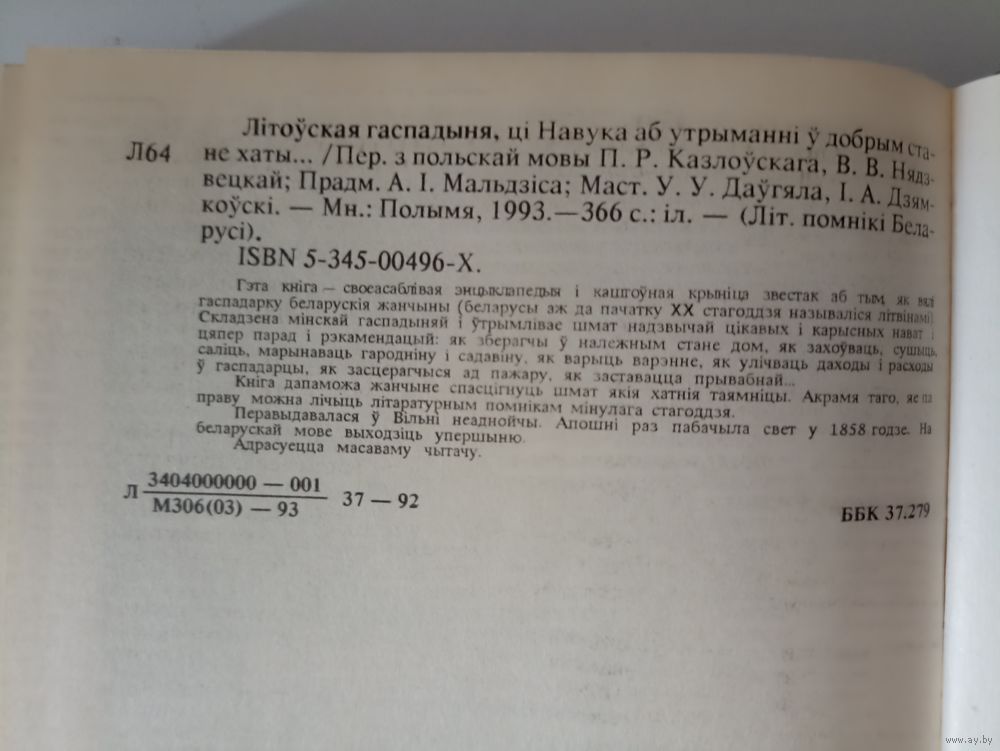 Літоўская гаспадыня, ці Навука аб утрыманні ў добрым ста-
Л64 не хаты... /Пер. з польскай мовы П. Р. Казлоўскага, В. В. Нядз-
вецкай; Прадм. А. І. Мальдзіса; Маст. У. У. Даўгяла, І. А. Дзям-
коўскі. — Мн.: Полымя, 1993.—366 с.: іл. — (Літ. помнікі Бела-
русі).
ISBN 5-345-00496-X.
Гэта кніга — своеасаблівая энцыклапедыя і каштоўная крыніца звестак аб тым, як вялі
гаспадарку беларускія жанчыны (беларусы аж да пачатку XX стагоддзя называліся літвінамі).
Складзена мінскай гаспадыняй і ўтрымлівае шмат надзвычай цікавых і карысных нават і
цяпер парад і рэкамендацый: як зберагчы ў належным стане дом, як захоўваць, сушыць,
саліць, марынаваць гародніну і садавіну, як варыць варэнне, як улічваць даходы і расходы
ў гаспадарцы, як засцерагчыся ад пажару, як заставацца прывабнай...
Кніга дапаможа жанчыне спасцігнуць шмат якія хатнія таямніцы. Акрамя таго, яе па
праву можна лічыць літаратурным помнікам мінулага стагоддзя.
Перавыдавалася ў Вільні неаднойчы. Апошні раз пабачыла свет у 1858 годзе. На
беларускай мове выходзіць упершыню.
Адрасуецца масаваму чытачу.
Л 3404000000 — 001
М306(03) — 93 37 — 92
ББК 37.279
www.ay.by